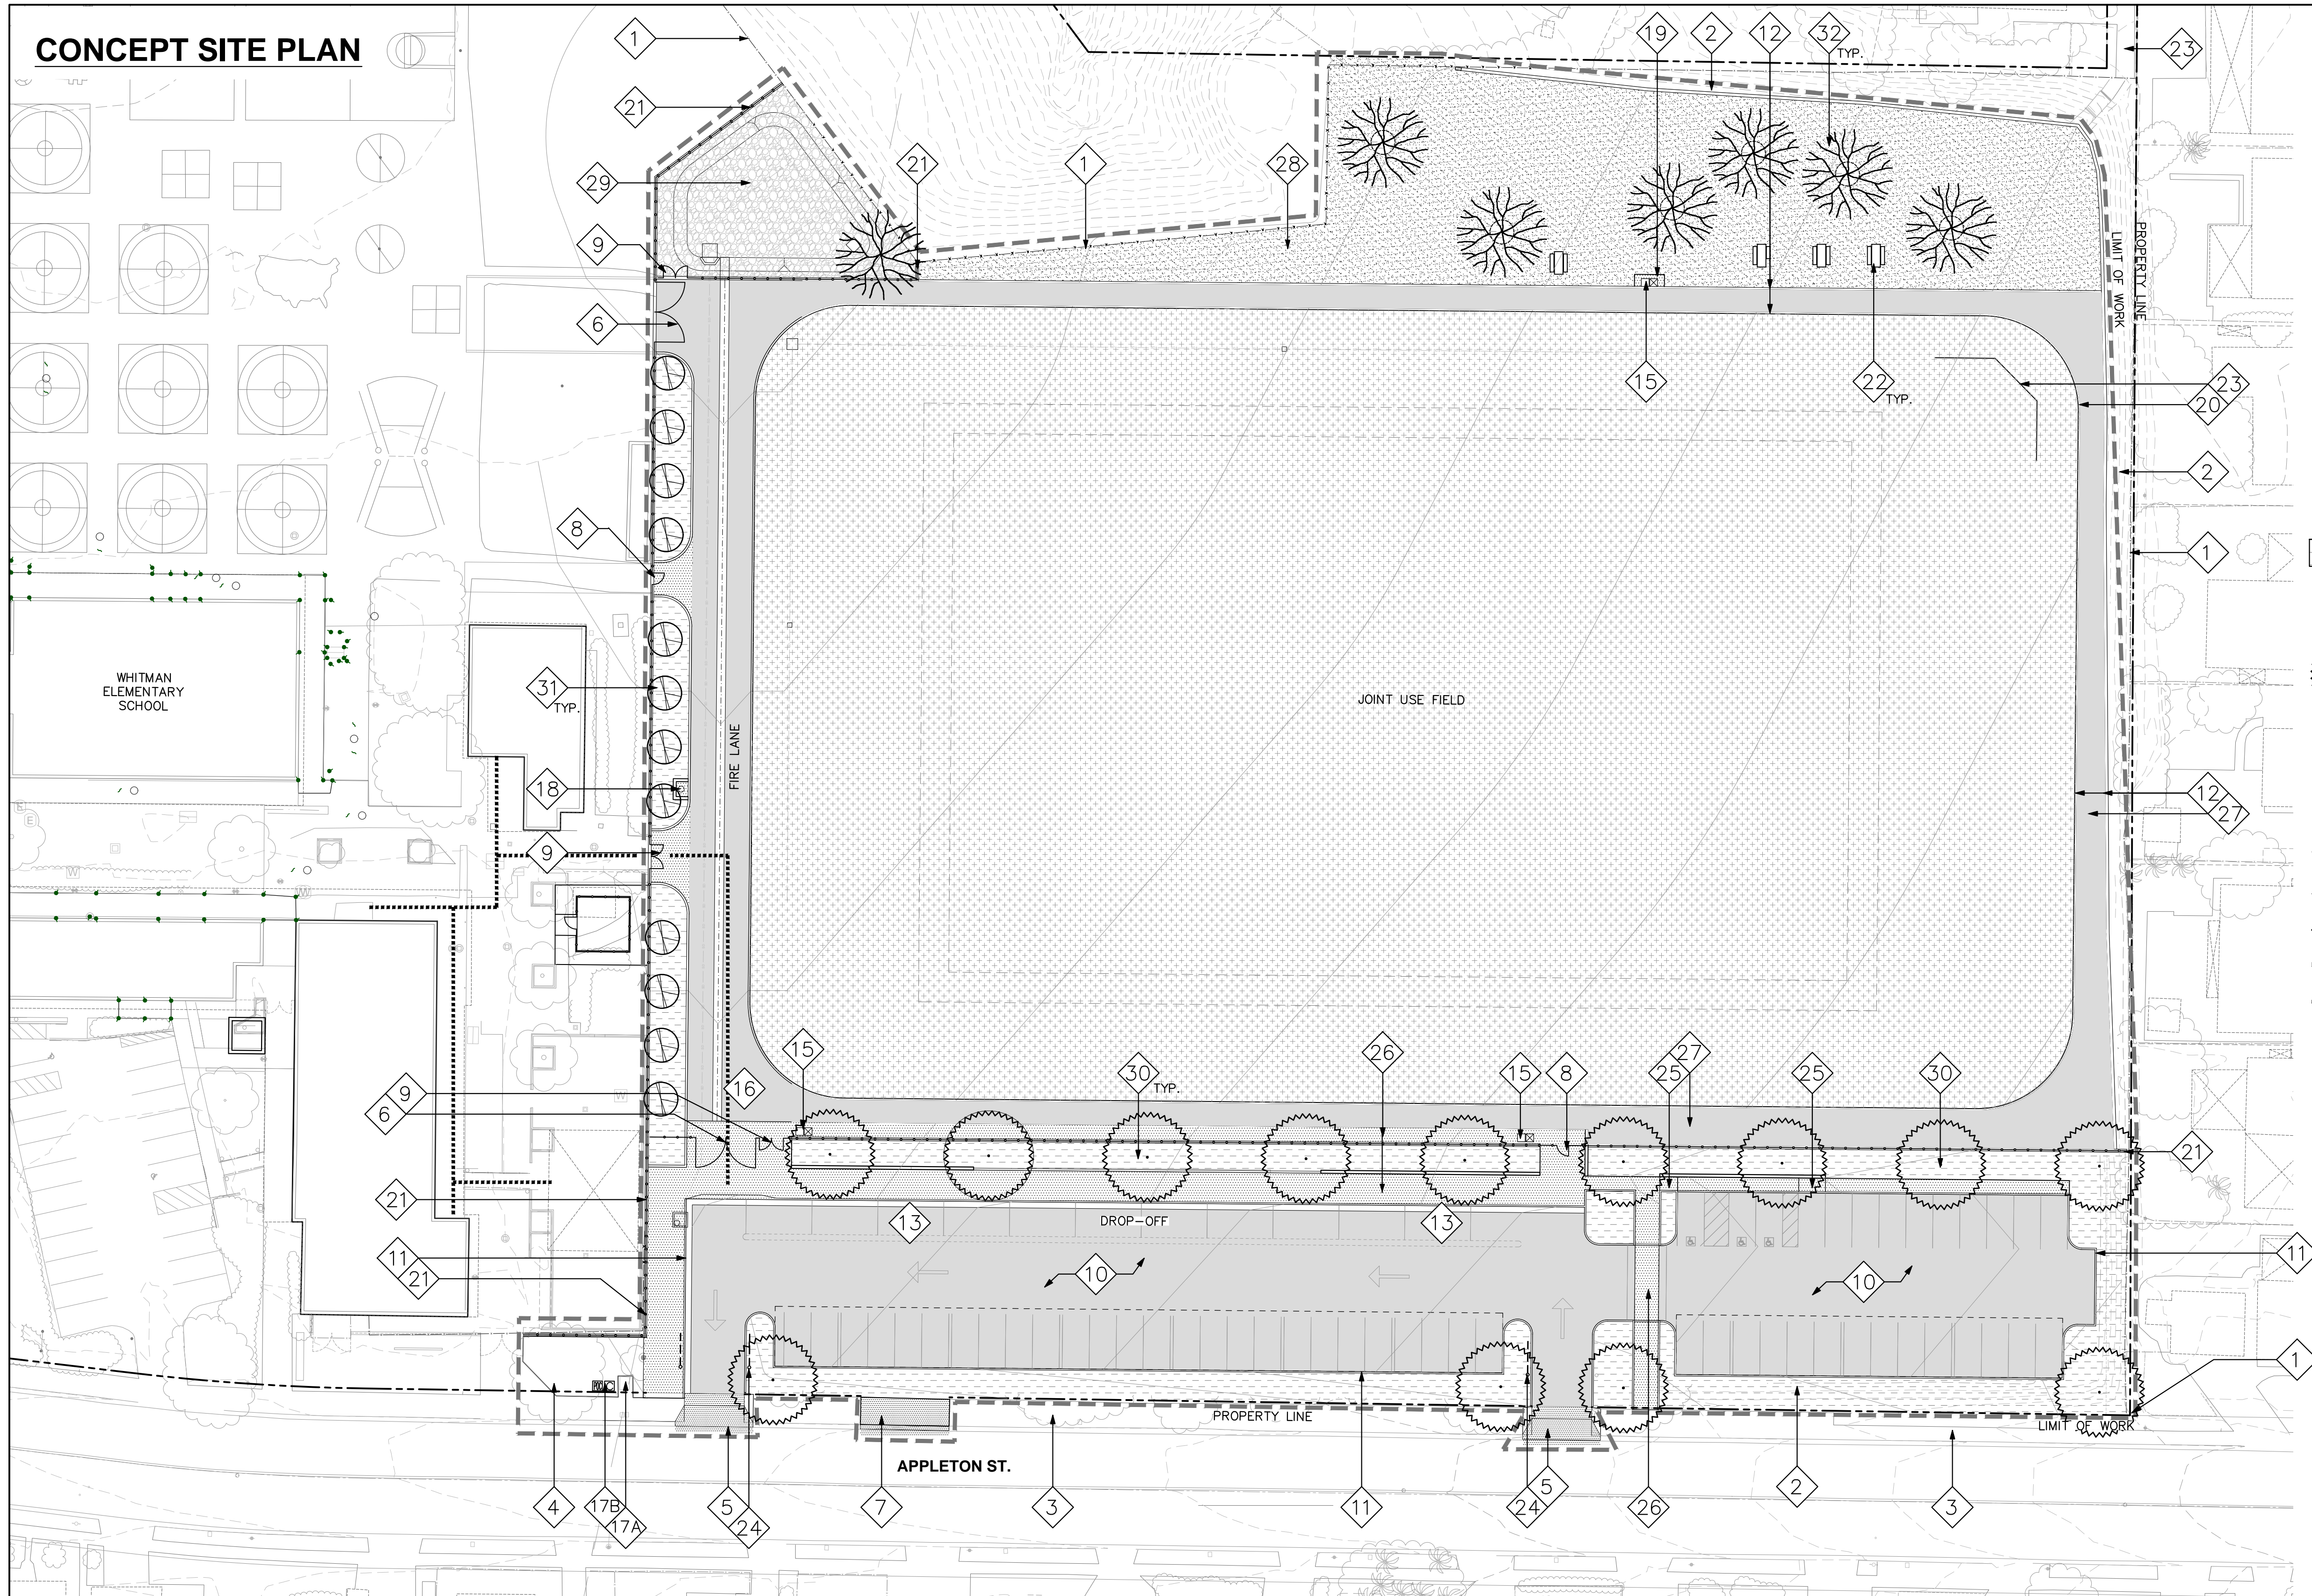 CONCEPT SITE PLAN
1
19
2
12
32
TYP.
23
21
21
1
28
29
9
6
PROPERTY LINE
LIMIT OF WORK
15
22
TYP.
23
20
2
8
1
WHITMAN
ELEMENTARY
SCHOOL
31
TYP.
JOINT USE FIELD
FIRE LANE
18
12
27
E
E
9
W
W
15
26
27
16
30
TYP.
15
8
25
25
30
9
6
W
21
21
13
DROP-OFF
13
11
21
10
10
11
1
PROPERTY LINE
LIMIT OF WORK
APPLETON ST.
4
17B
17A
5
24
7
3
11
24
5
26
2
3